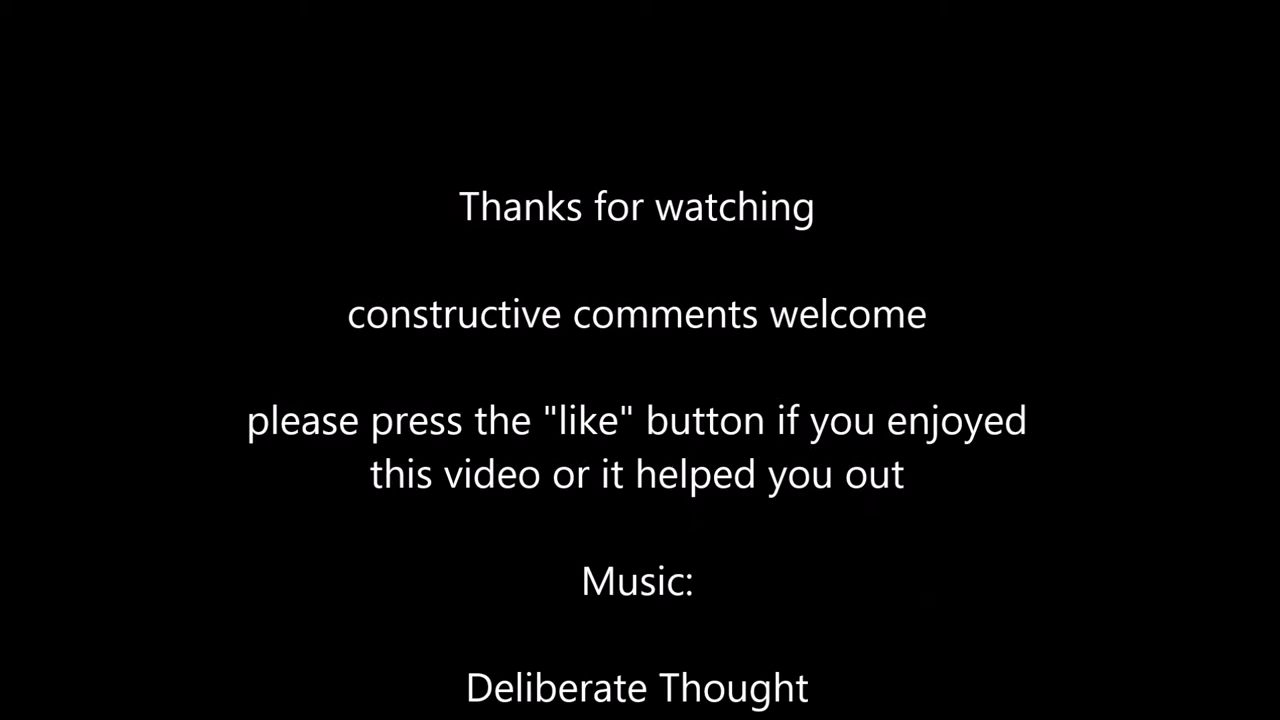 Thanks for watching
constructive comments welcome
please press the "like" button if you enjoyed
this video or it helped you out
Music:
Deliberate Thought